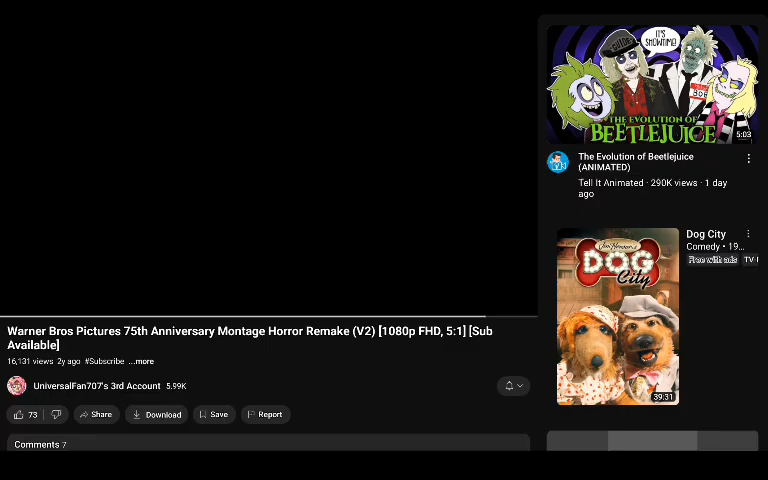 IT'S
SHOWTIME!
GUIDE
BOB
THE EVOLUTION OF
BEETLEJUICE
5:03
The Evolution of Beetlejuice
(ANIMATED)
Tell It Animated · 290K views · 1 day
ago
Jim Henson's
DOG
City
39:31
Dog City
Comedy • 19...
Free with ads
Warner Bros Pictures 75th Anniversary Montage Horror Remake (V2) [1080p FHD, 5:1] [Sub
Available]
16,131 views 2y ago #Subscribe ...more
UniversalFan707's 3rd Account 5.99K
73
Share
Download
Save
Report
Comments 7